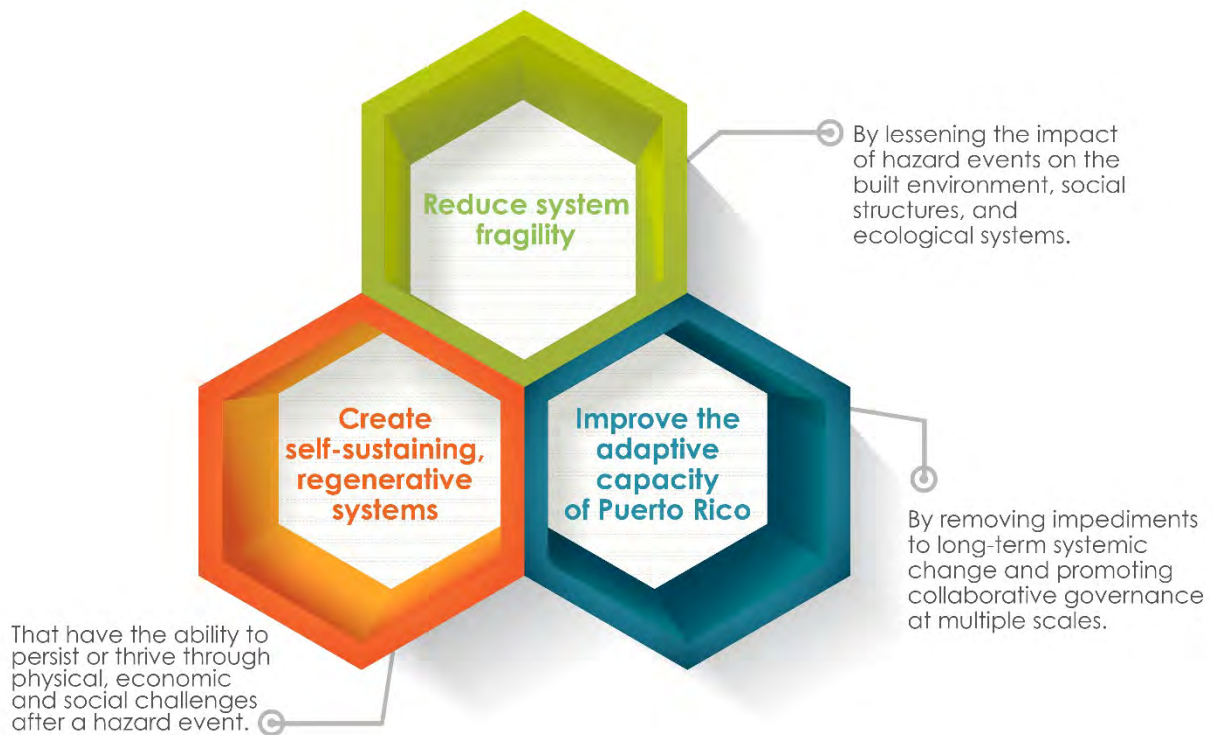 Reduce system
fragility
By lessening the impact
of hazard events on the
built environment, social
structures, and
ecological systems.
Create
self-sustaining,
regenerative
systems
Improve the
adaptive
capacity
of Puerto Rico
By removing impediments
to long-term systemic
change and promoting
collaborative governance
at multiple scales.
That have the ability to
persist or thrive through
physical, economic
and social challenges
after a hazard event.